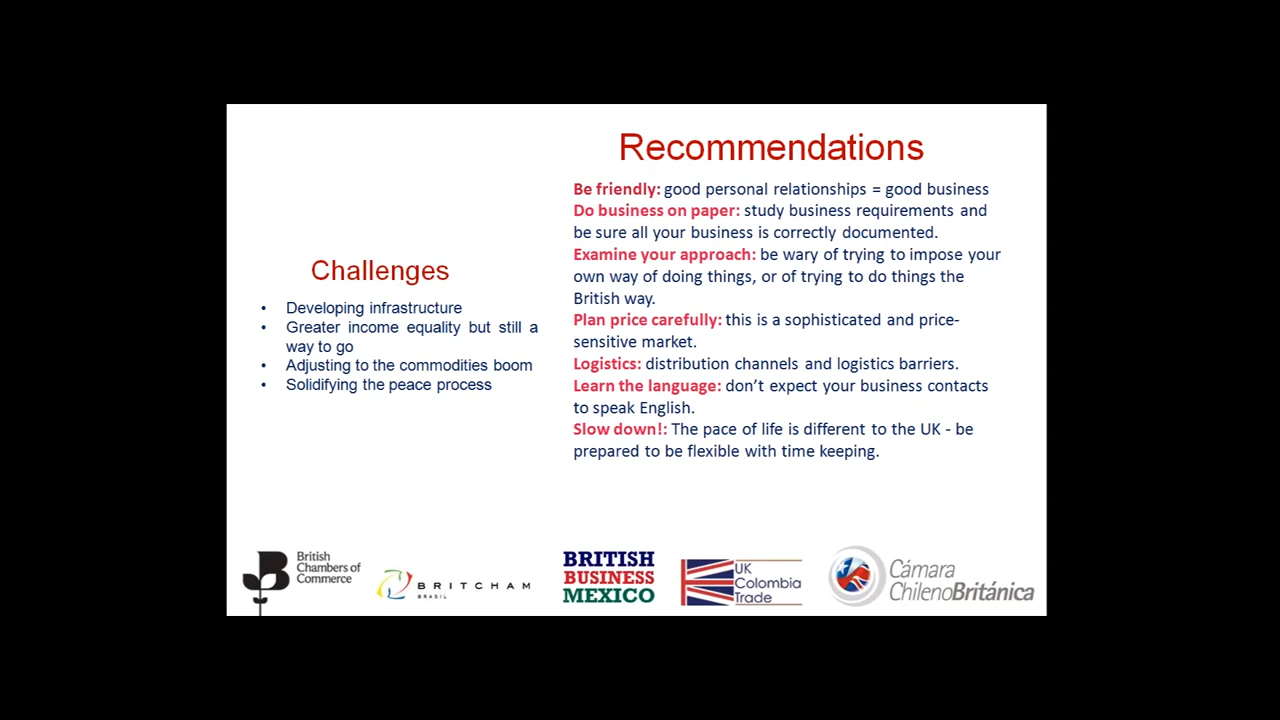 Recommendations
Be friendly: good personal relationships = good business
Do business on paper: study business requirements and
be sure all your business is correctly documented.
Examine your approach: be wary of trying to impose your
own way of doing things, or of trying to do things the
British way.
Plan price carefully: this is a sophisticated and price-
sensitive market.
Logistics: distribution channels and logistics barriers.
Learn the language: don’t expect your business contacts
to speak English.
Slow down!: The pace of life is different to the UK - be
prepared to be flexible with time keeping.
Challenges
• Developing infrastructure
• Greater income equality but still a
way to go
• Adjusting to the commodities boom
• Solidifying the peace process
British
Chambers of
Commerce
BRITCHAM
BRASIL
BRITISH
BUSINESS
MEXICO
UK
Colombia
Trade
Cámara
ChilenoBritánica